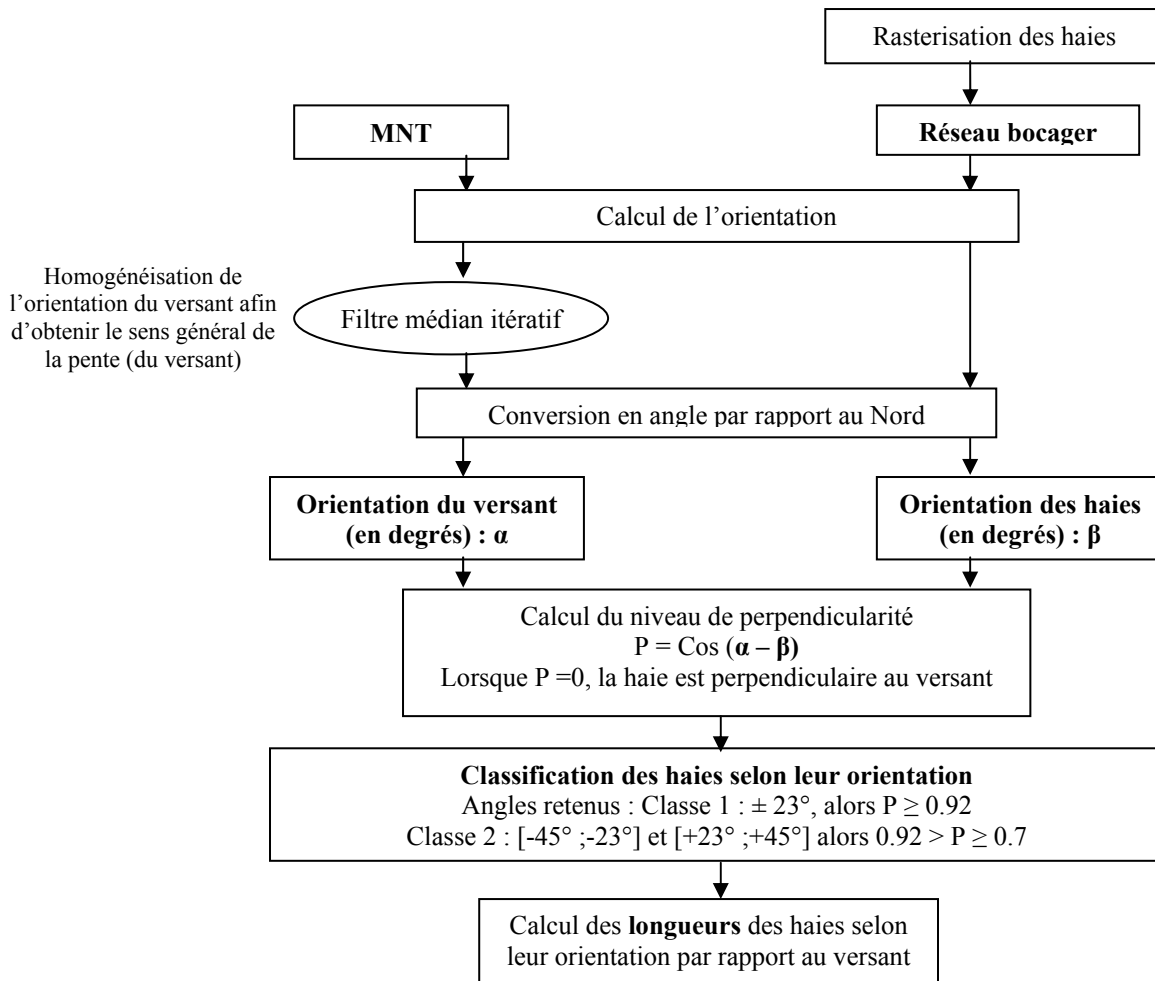 Rasterisation des haies
MNT
Réseau bocager
Calcul de l’orientation
Homogénéisation de
l’orientation du versant afin
d’obtenir le sens général de
la pente (du versant)
Filtre médian itératif
Conversion en angle par rapport au Nord
Orientation du versant
(en degrés) : α
Orientation des haies
(en degrés) : β
Calcul du niveau de perpendicularité
P = Cos (α – β)
Lorsque P =0, la haie est perpendiculaire au versant
Classification des haies selon leur orientation
Angles retenus : Classe 1 : ± 23°, alors P ≥ 0.92
Classe 2 : [-45° ;-23°] et [+23° ;+45°] alors 0.92 > P ≥ 0.7
Calcul des longueurs des haies selon
leur orientation par rapport au versant